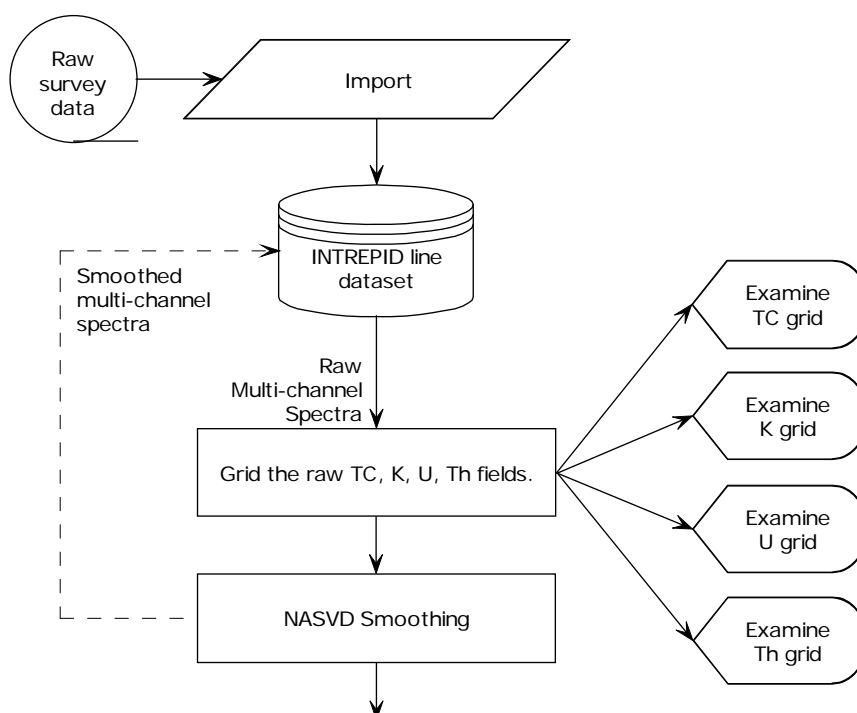 Raw
survey
data
Import
INTREPID line
dataset
Smoothed
multi-channel
spectra
Raw
Multi-channel
Spectra
Grid the raw TC, K, U, Th fields.
NASVD Smoothing
Examine
TC grid
Examine
K grid
Examine
U grid
Examine
Th grid